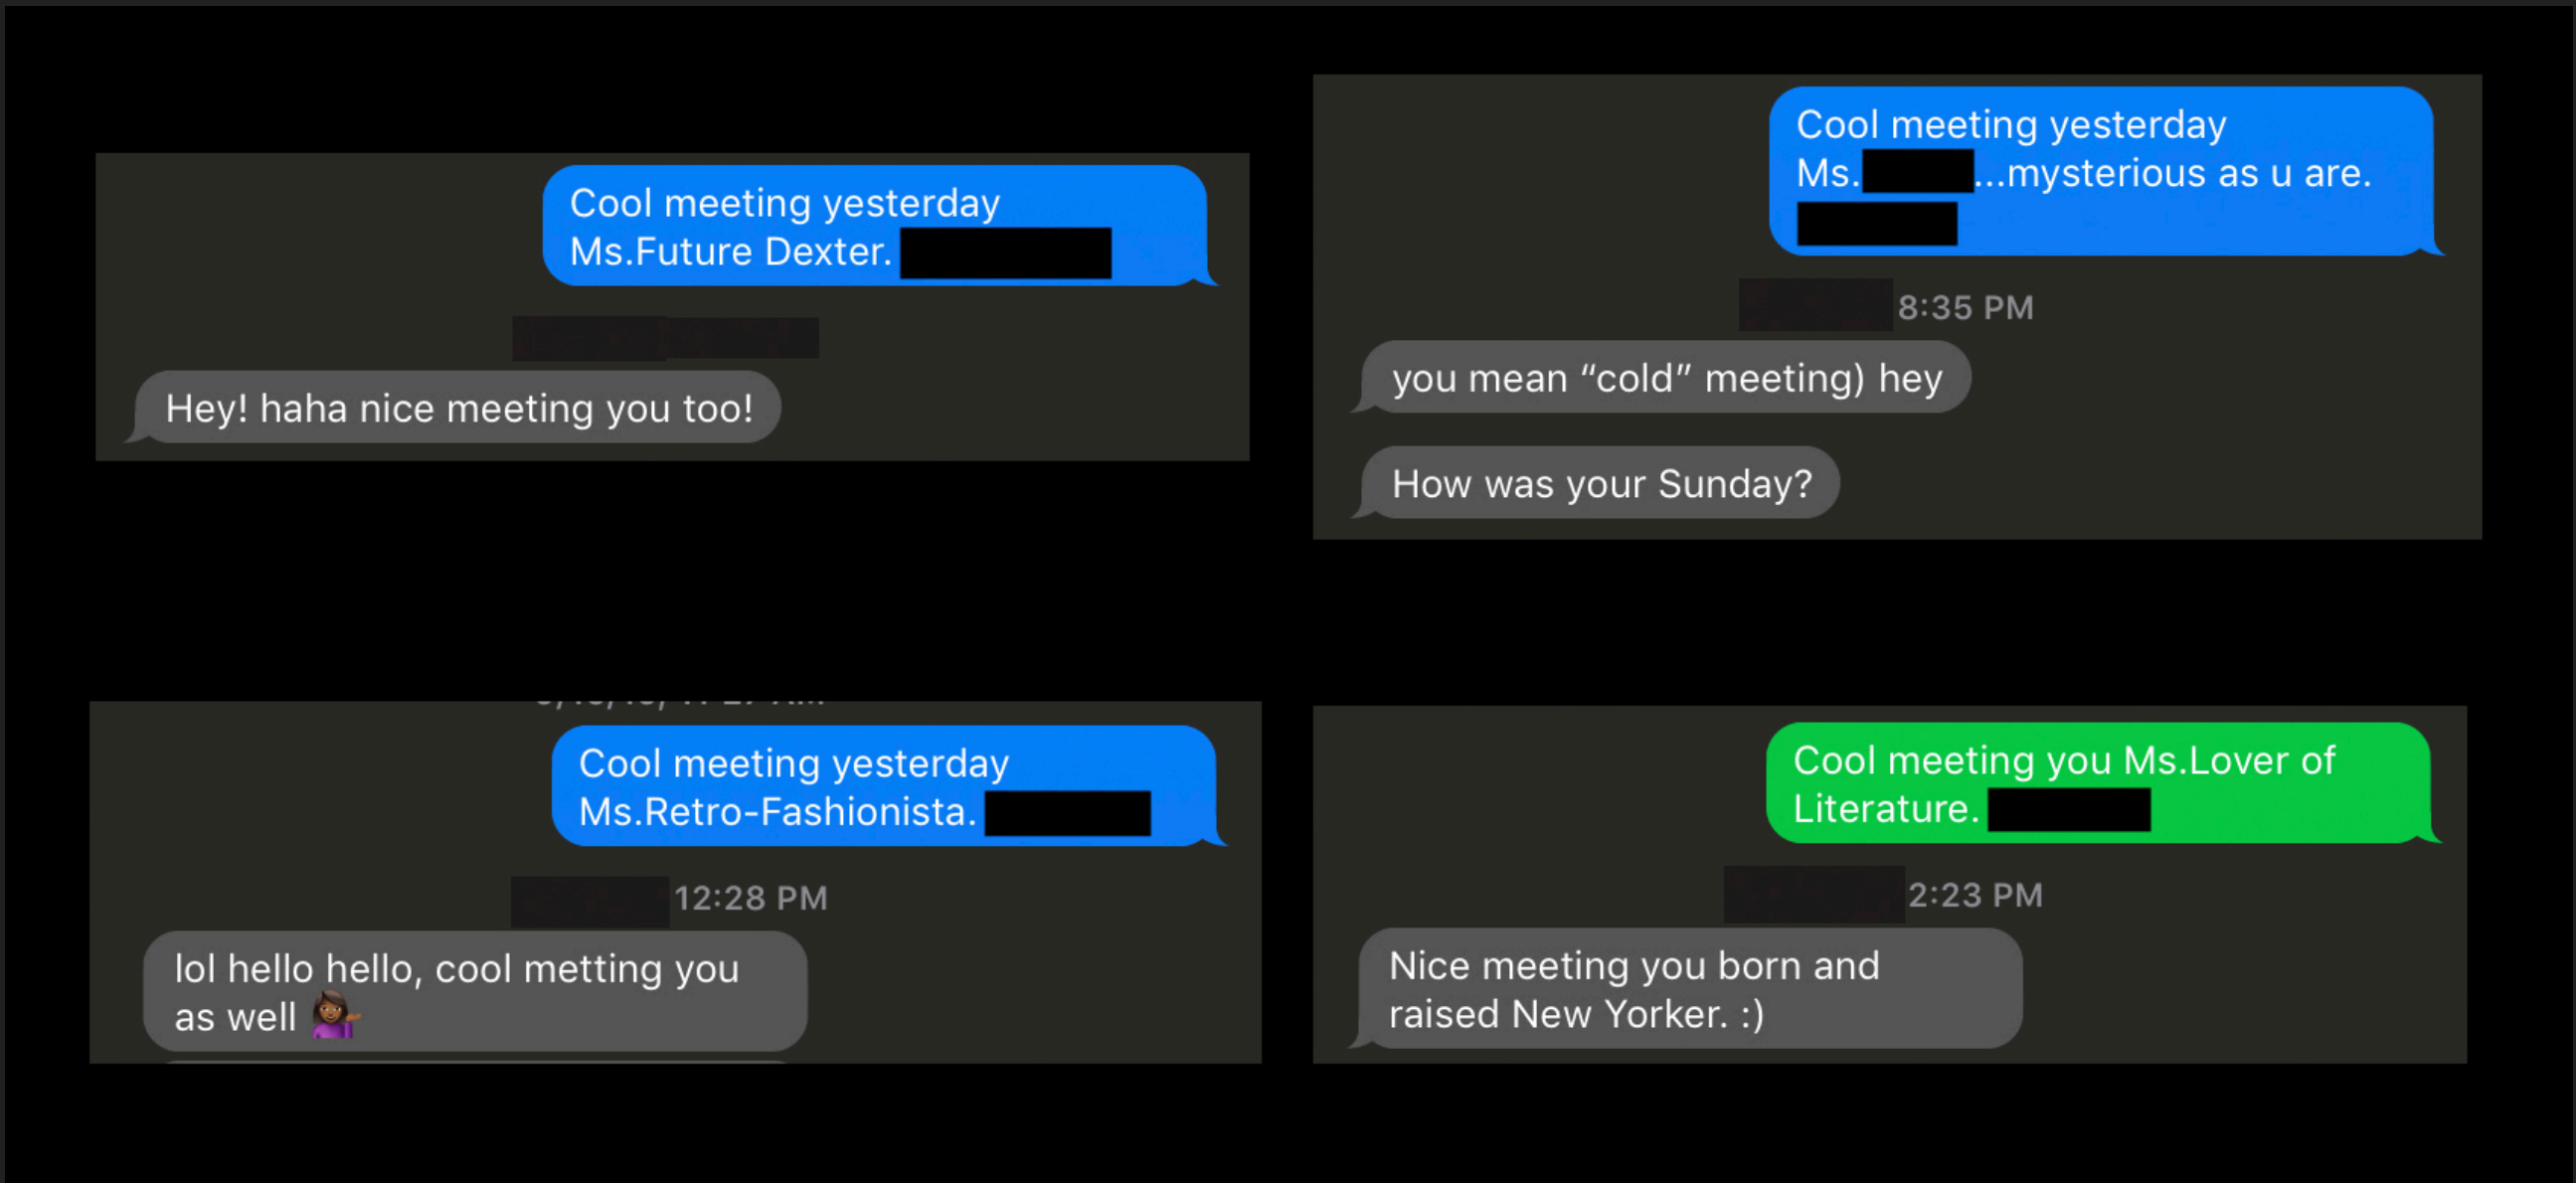 Cool meeting yesterday
Ms.Future Dexter.
Hey! haha nice meeting you too!
Cool meeting yesterday
Ms. ...mysterious as u are.
8:35 PM
you mean “cold” meeting) hey
How was your Sunday?
Cool meeting yesterday
Ms.Retro-Fashionista.
12:28 PM
lol hello hello, cool metting you
as well
Cool meeting you Ms.Lover of
Literature.
2:23 PM
Nice meeting you born and
raised New Yorker. :)